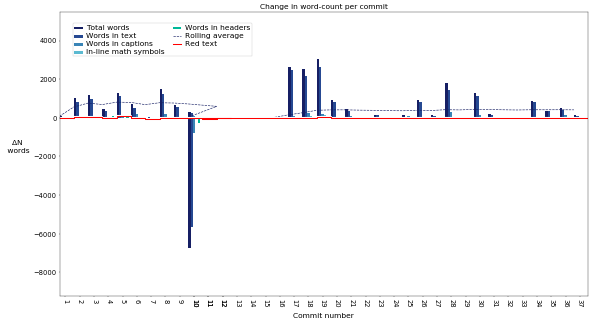 Change in word-count per commit
Total words
Words in text
Words in captions
in-line math symbols
Words in headers
Rolling average
Red text
4000
2000
0
−2000
−4000
−6000
−8000
ΔN
words
1 2 3 4 5 6 7 8 9 10 11 12 12 13 14 15 16 17 18 19 20 21 22 23 24 25 26 27 28 29 30 31 32 33 34 35 36 37
Commit number